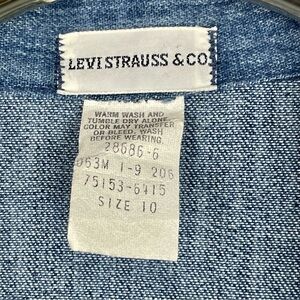 LEVI STRAUSS & CO
WARM WASH AND
TUMBLE DRY ALONE.
COLOR MAY TRANSFER
OR BLEED. WASH
BEFORE WEARING.
28686-6
063M 1-9 206
75153-6415
SIZE 10